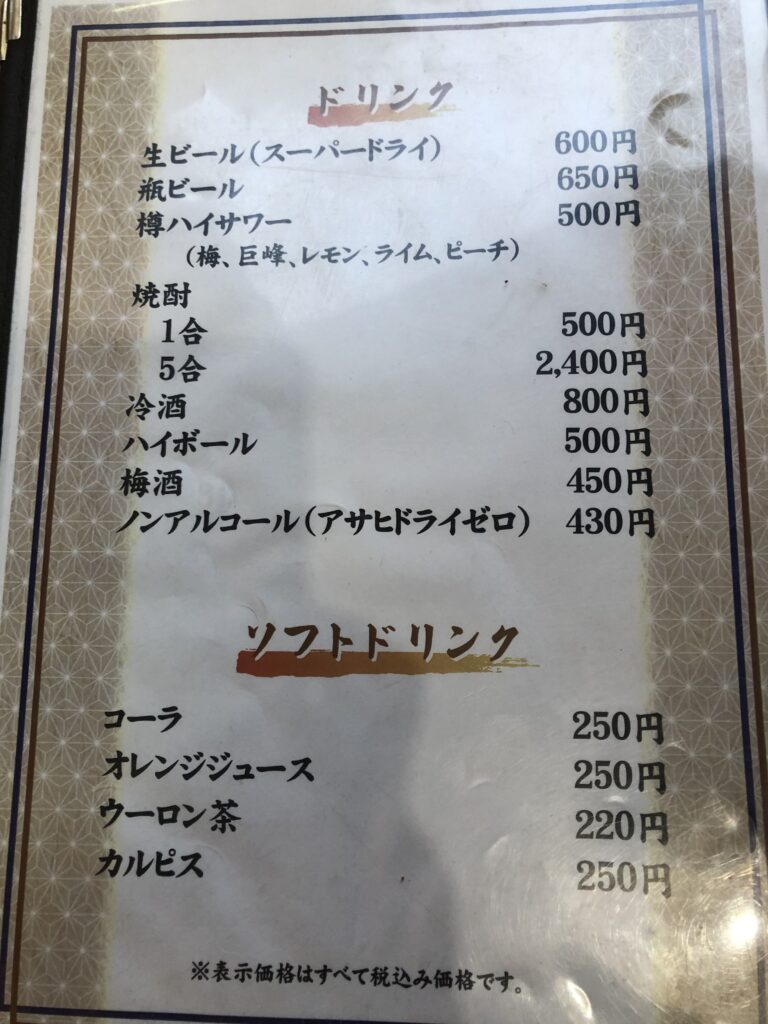 ドリンク
生ビール(スーパードライ) 600円
瓶ビール 650円
樽ハイサワー 500円
(梅、巨峰、レモン、ライム、ピーチ)
焼酎
1合 500円
5合 2,400円
冷酒 800円
ハイボール 500円
梅酒 450円
ノンアルコール(アサヒドライゼロ) 430円
ソフトドリンク
コーラ 250円
オレンジジュース 250円
ウーロン茶 220円
カルピス 250円
※表示価格はすべて税込み価格です。